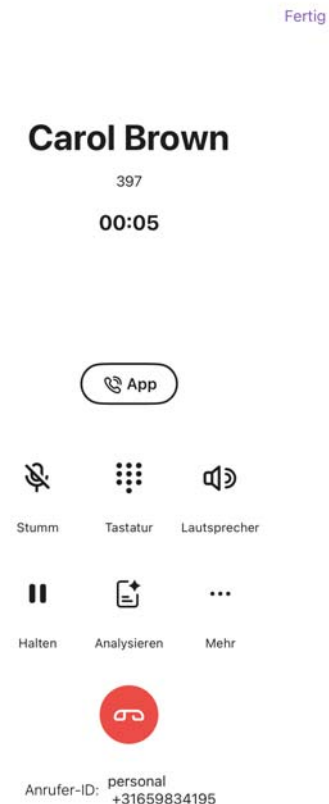 Fertig
Carol Brown
397
00:05
App
Stumm Tastatur Lautsprecher
Halten Analysieren Mehr
Anrufer-ID: personal
+31659834195